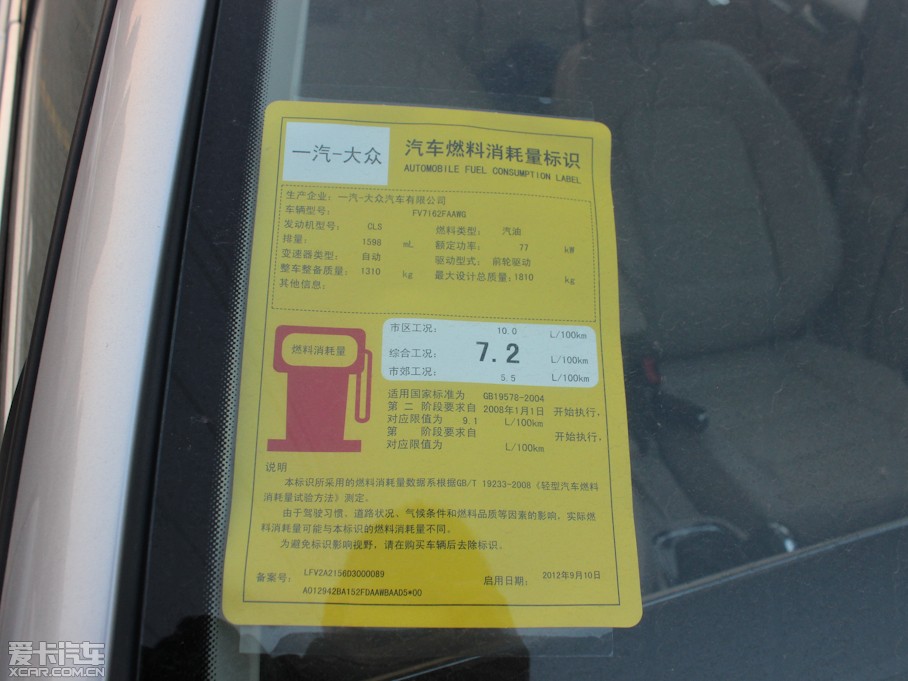 一汽-大众
汽车燃料消耗量标识
AUTOMOBILE FUEL CONSUMPTION LABEL
生产企业：一汽-大众汽车有限公司
车辆型号： FV7162FAAWG
发动机型号： CLS 燃料类型： 汽油
排量： 1598 mL 额定功率： 77 kW
变速器类型： 自动 驱动型式： 前轮驱动
整车整备质量： 1310 kg 最大设计总质量：1810 kg
其他信息：
燃料消耗量
市区工况： 10.0 L/100km
综合工况： 7.2 L/100km
市郊工况： 5.5 L/100km
适用国家标准为 GB19578-2004
第 二 阶段要求自 2008年1月1日 开始执行，
对应限值为 9.1 L/100km
第 阶段要求自 开始执行，
对应限值为 L/100km
说明
本标识所采用的燃料消耗量数据系根据GB/T 19233-2008《轻型汽车燃料
消耗量试验方法》测定。
由于驾驶习惯、道路状况、气候条件和燃料品质等因素的影响，实际燃
料消耗量可能与本标识的燃料消耗量不同。
为避免标识影响视野，请在购买车辆后去除标识。
备案号： LFV2A2156D3000089 启用日期： 2012年9月10日
A012942BA152FDAAWBAAD5*00
爱卡汽车
XCAR.COM.CN